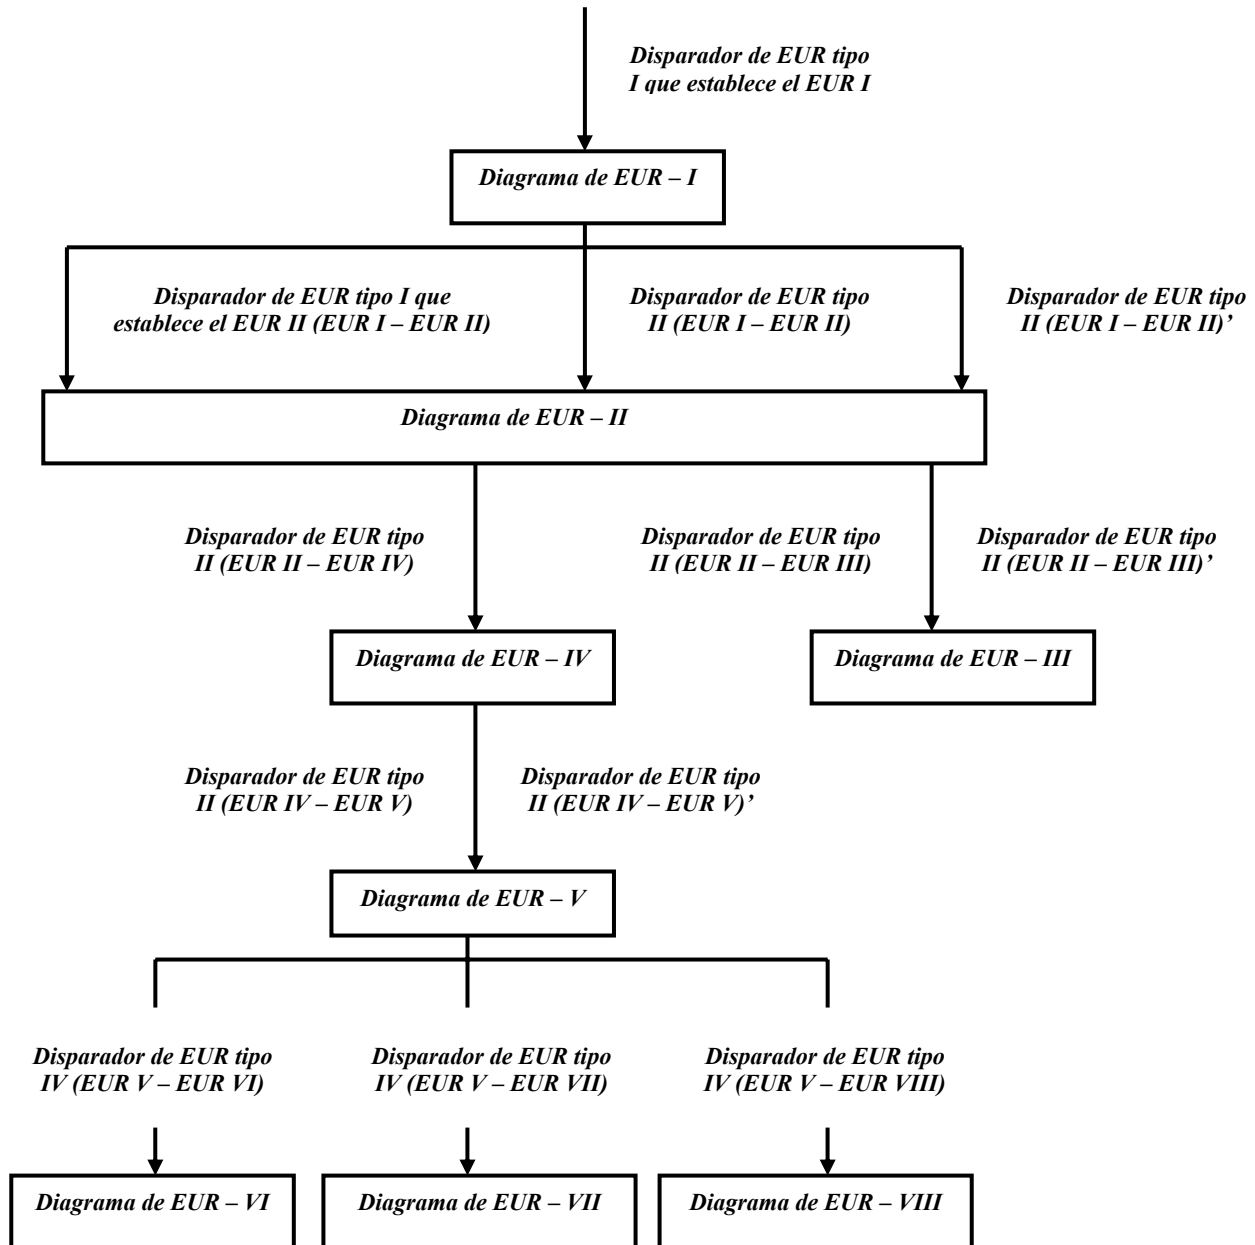 Disparador de EUR tipo
I que establece el EUR I
Diagrama de EUR – I
Disparador de EUR tipo I que
establece el EUR II (EUR I – EUR II)
Disparador de EUR tipo
II (EUR I – EUR II)
Disparador de EUR tipo
II (EUR I – EUR II)’
Diagrama de EUR – II
Disparador de EUR tipo
II (EUR II – EUR IV)
Disparador de EUR tipo
II (EUR II – EUR III)
Disparador de EUR tipo
II (EUR II – EUR III)’
Diagrama de EUR – IV
Diagrama de EUR – III
Disparador de EUR tipo
II (EUR IV – EUR V)
Disparador de EUR tipo
II (EUR IV – EUR V)’
Diagrama de EUR – V
Disparador de EUR tipo
IV (EUR V – EUR VI)
Disparador de EUR tipo
IV (EUR V – EUR VII)
Disparador de EUR tipo
IV (EUR V – EUR VIII)
Diagrama de EUR – VI
Diagrama de EUR – VII
Diagrama de EUR – VIII